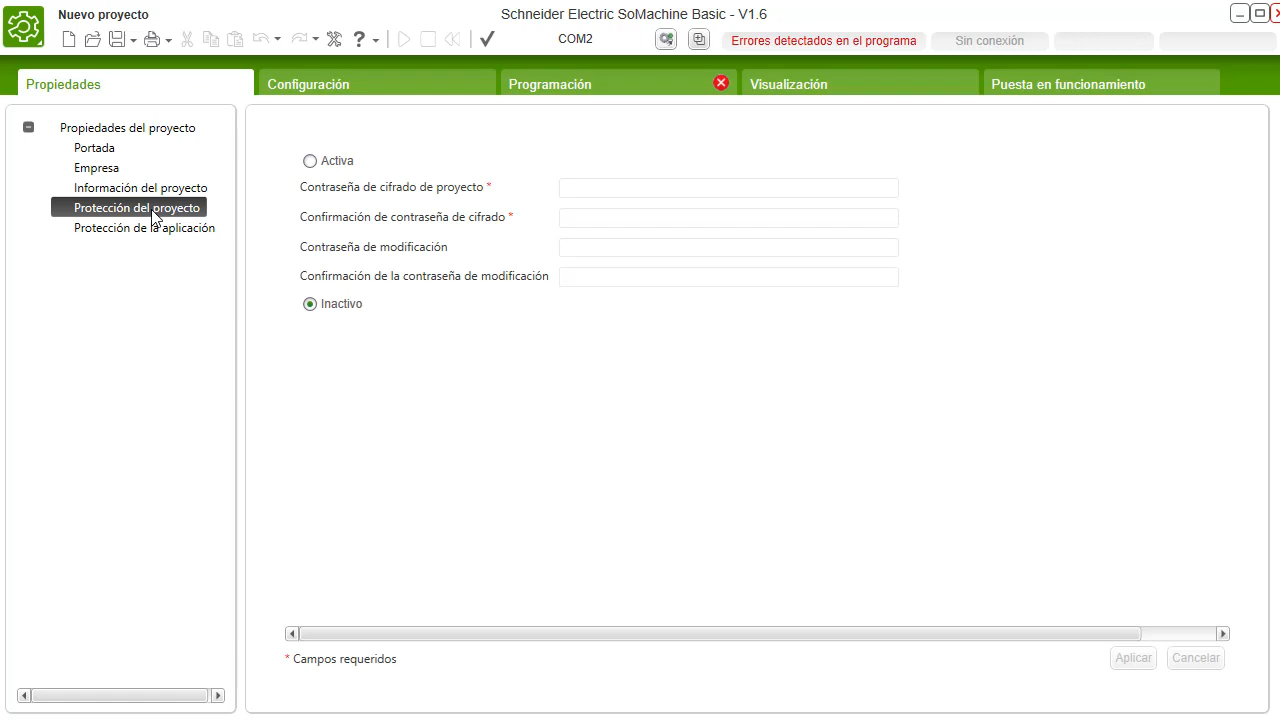 Nuevo proyecto
Schneider Electric SoMachine Basic - V1.6
COM2
Errores detectados en el programa
Sin conexión
Propiedades
Configuración
Programación
Visualización
Puesta en funcionamiento
Propiedades del proyecto
Portada
Empresa
Información del proyecto
Protección del proyecto
Protección de la aplicación
Activa
Contraseña de cifrado de proyecto *
Confirmación de contraseña de cifrado *
Contraseña de modificación
Confirmación de la contraseña de modificación
Inactivo
* Campos requeridos
Aplicar
Cancelar